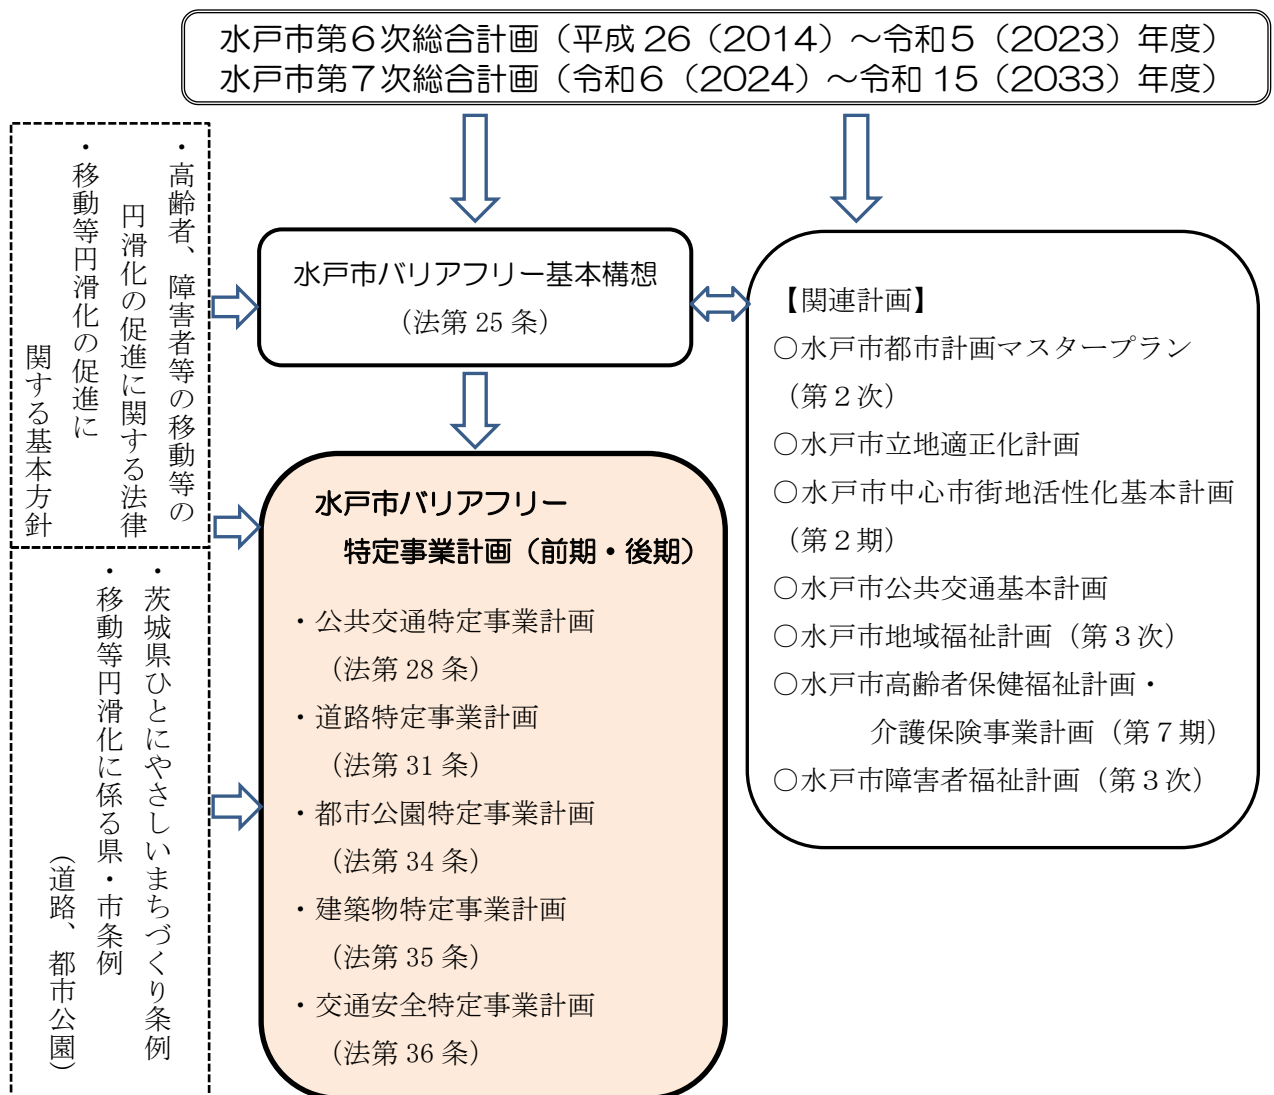 水戸市第6次総合計画（平成26（2014）～令和5（2023）年度）
水戸市第7次総合計画（令和6（2024）～令和15（2033）年度）
・高齢者、障害者等の移動等の
円滑化の促進に関する法律
・移動等円滑化の促進に
関する基本方針
・茨城県ひとにやさしいまちづくり条例
・移動等円滑化に係る県・市条例
（道路、都市公園）
水戸市バリアフリー基本構想
（法第25条）
水戸市バリアフリー
特定事業計画（前期・後期）
・公共交通特定事業計画
（法第28条）
・道路特定事業計画
（法第31条）
・都市公園特定事業計画
（法第34条）
・建築物特定事業計画
（法第35条）
・交通安全特定事業計画
（法第36条）
【関連計画】
○水戸市都市計画マスタープラン
（第２次）
○水戸市立地適正化計画
○水戸市中心市街地活性化基本計画
（第２期）
○水戸市公共交通基本計画
○水戸市地域福祉計画（第３次）
○水戸市高齢者保健福祉計画・
介護保険事業計画（第７期）
○水戸市障害者福祉計画（第３次）